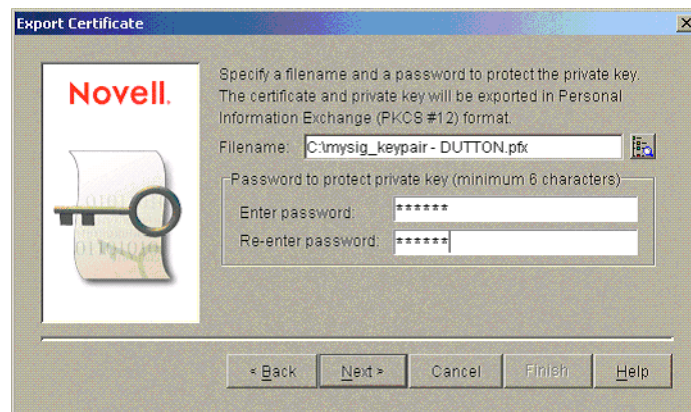 Export Certificate
Novell.
Specify a filename and a password to protect the private key.
The certificate and private key will be exported in Personal
Information Exchange (PKCS #12) format.
Filename: C:\mysig_keypair - DUTTON.pfx
Password to protect private key (minimum 6 characters)
Enter password: ******
Re-enter password: ******
< Back Next > Cancel Finish Help